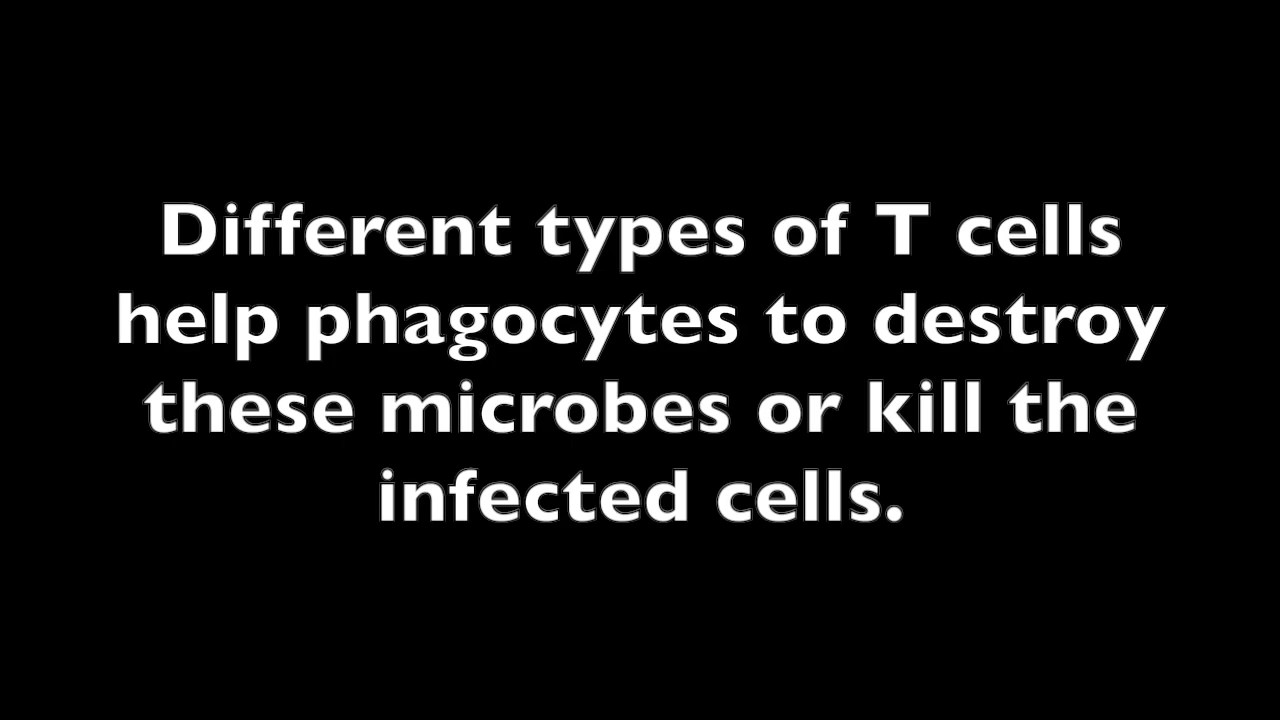 Different types of T cells
help phagocytes to destroy
these microbes or kill the
infected cells.